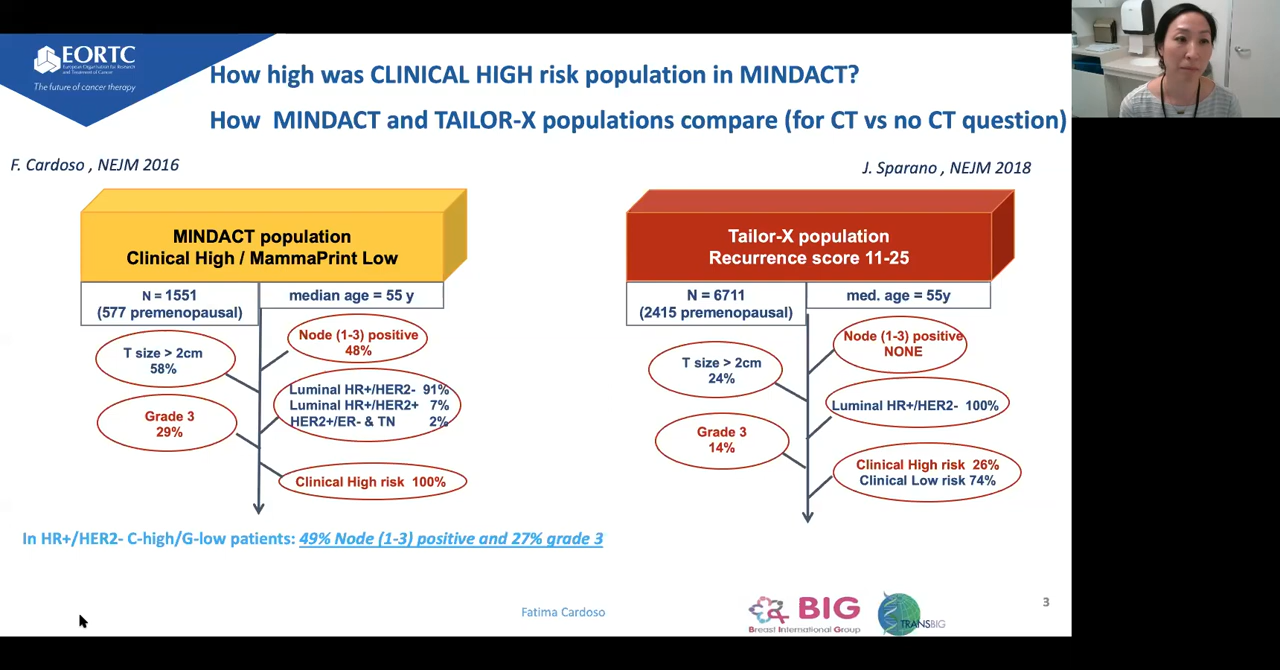 EORTC
European Organisation for Research
and Treatment of Cancer
The future of cancer therapy
How high was CLINICAL HIGH risk population in MINDACT?
How MINDACT and TAILOR-X populations compare (for CT vs no CT question)
F. Cardoso , NEJM 2016
J. Sparano , NEJM 2018
MINDACT population
Clinical High / MammaPrint Low
N = 1551
(577 premenopausal)
median age = 55 y
Node (1-3) positive
48%
T size > 2cm
58%
Luminal HR+/HER2- 91%
Luminal HR+/HER2+ 7%
HER2+/ER- & TN 2%
Grade 3
29%
Clinical High risk 100%
Tailor-X population
Recurrence score 11-25
N = 6711
(2415 premenopausal)
med. age = 55y
Node (1-3) positive
NONE
T size > 2cm
24%
Luminal HR+/HER2- 100%
Grade 3
14%
Clinical High risk 26%
Clinical Low risk 74%
In HR+/HER2- C-high/G-low patients: 49% Node (1-3) positive and 27% grade 3
Fatima Cardoso
BIG
Breast International Group
TRANSBIG
3